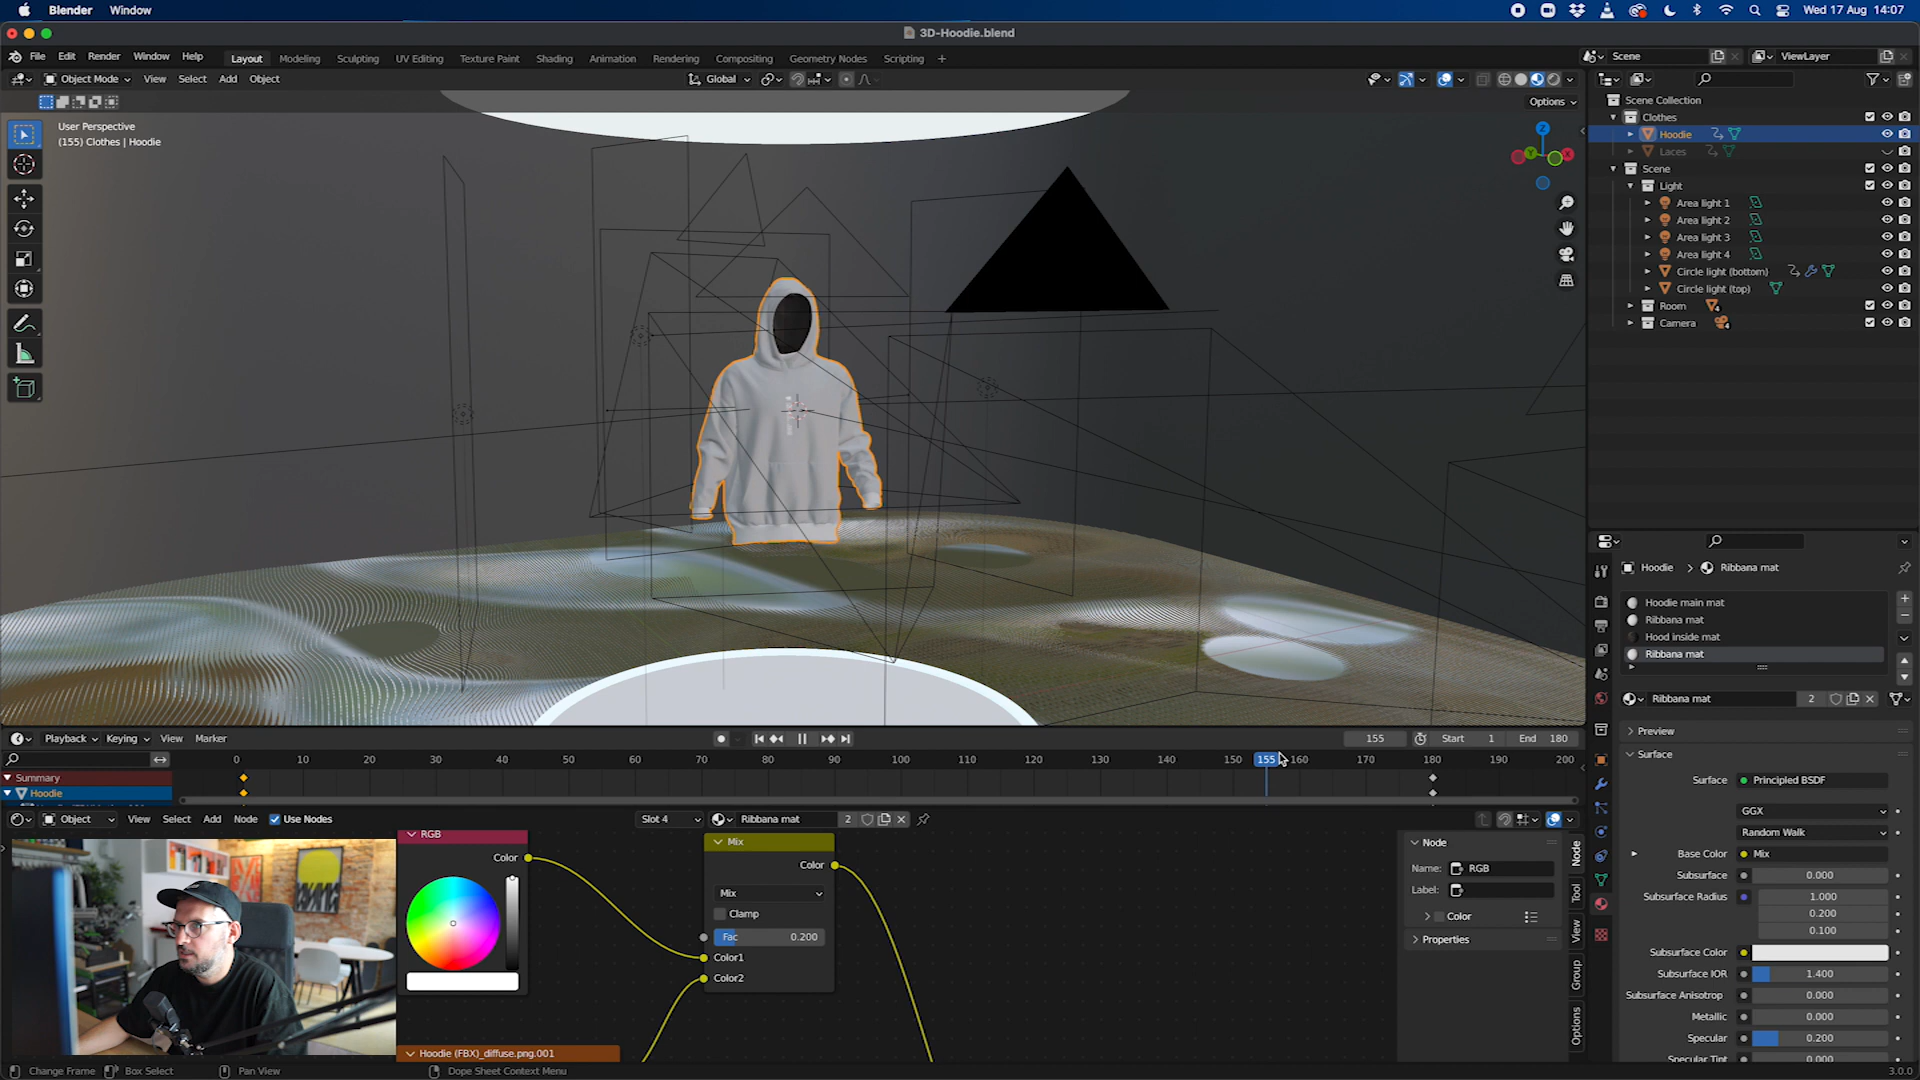 Blender Window
Wed 17 Aug 14:07
3D-Hoodie.blend
File Edit Render Window Help
Layout Modeling Sculpting UV Editing Texture Paint Shading Animation Rendering Compositing Geometry Nodes Scripting +
Scene
ViewLayer
Object Mode View Select Add Object
Global
Options
User Perspective
(155) Clothes | Hoodie
Z
Y
X
Scene Collection
Clothes
Hoodie
Laces
Scene
Light
Area light 1
Area light 2
Area light 3
Area light 4
Circle light (bottom)
Circle light (top)
Room
4
Camera
4
Hoodie > Ribbana mat
Hoodie main mat
Ribbana mat
Hood inside mat
Ribbana mat
Ribbana mat 2
Preview
Surface
Surface Principled BSDF
GGX
Random Walk
Base Color Mix
Subsurface 0.000
Subsurface Radius 1.000
0.200
0.100
Subsurface Color
Subsurface IOR 1.400
Subsurface Anisotrop 0.000
Metallic 0.000
Specular 0.200
Specular Tint 0.000
Playback Keying View Marker
155 Start 1 End 180
0 10 20 30 40 50 60 70 80 90 100 110 120 130 140 150 155 160 170 180 190 200
Summary
Hoodie
Object View Select Add Node Use Nodes
Slot 4 Ribbana mat 2
RGB
Color
Mix
Color
Mix
Clamp
Fac 0.200
Color1
Color2
Hoodie (FBX)_diffuse.png.001
Node
Name: RGB
Label:
Color
Properties
Node
Tool
View
Group
Options
Change Frame Box Select Pan View Dope Sheet Context Menu
3.0.0